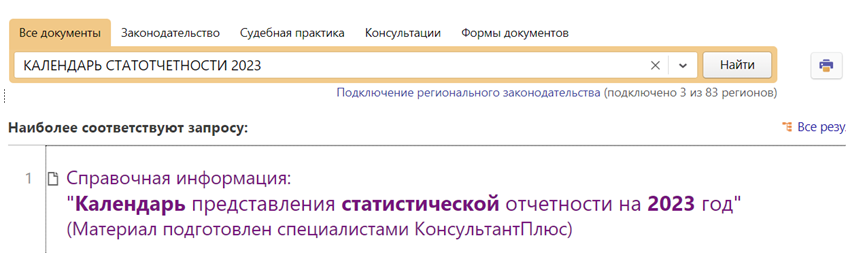 Все документы Законодательство Судебная практика Консультации Формы документов
КАЛЕНДАРЬ СТАТОТЧЕТНОСТИ 2023 Найти
Подключение регионального законодательства (подключено 3 из 83 регионов)
Наиболее соответствуют запросу: Все резу
1 Справочная информация:
"Календарь представления статистической отчетности на 2023 год"
(Материал подготовлен специалистами КонсультантПлюс)